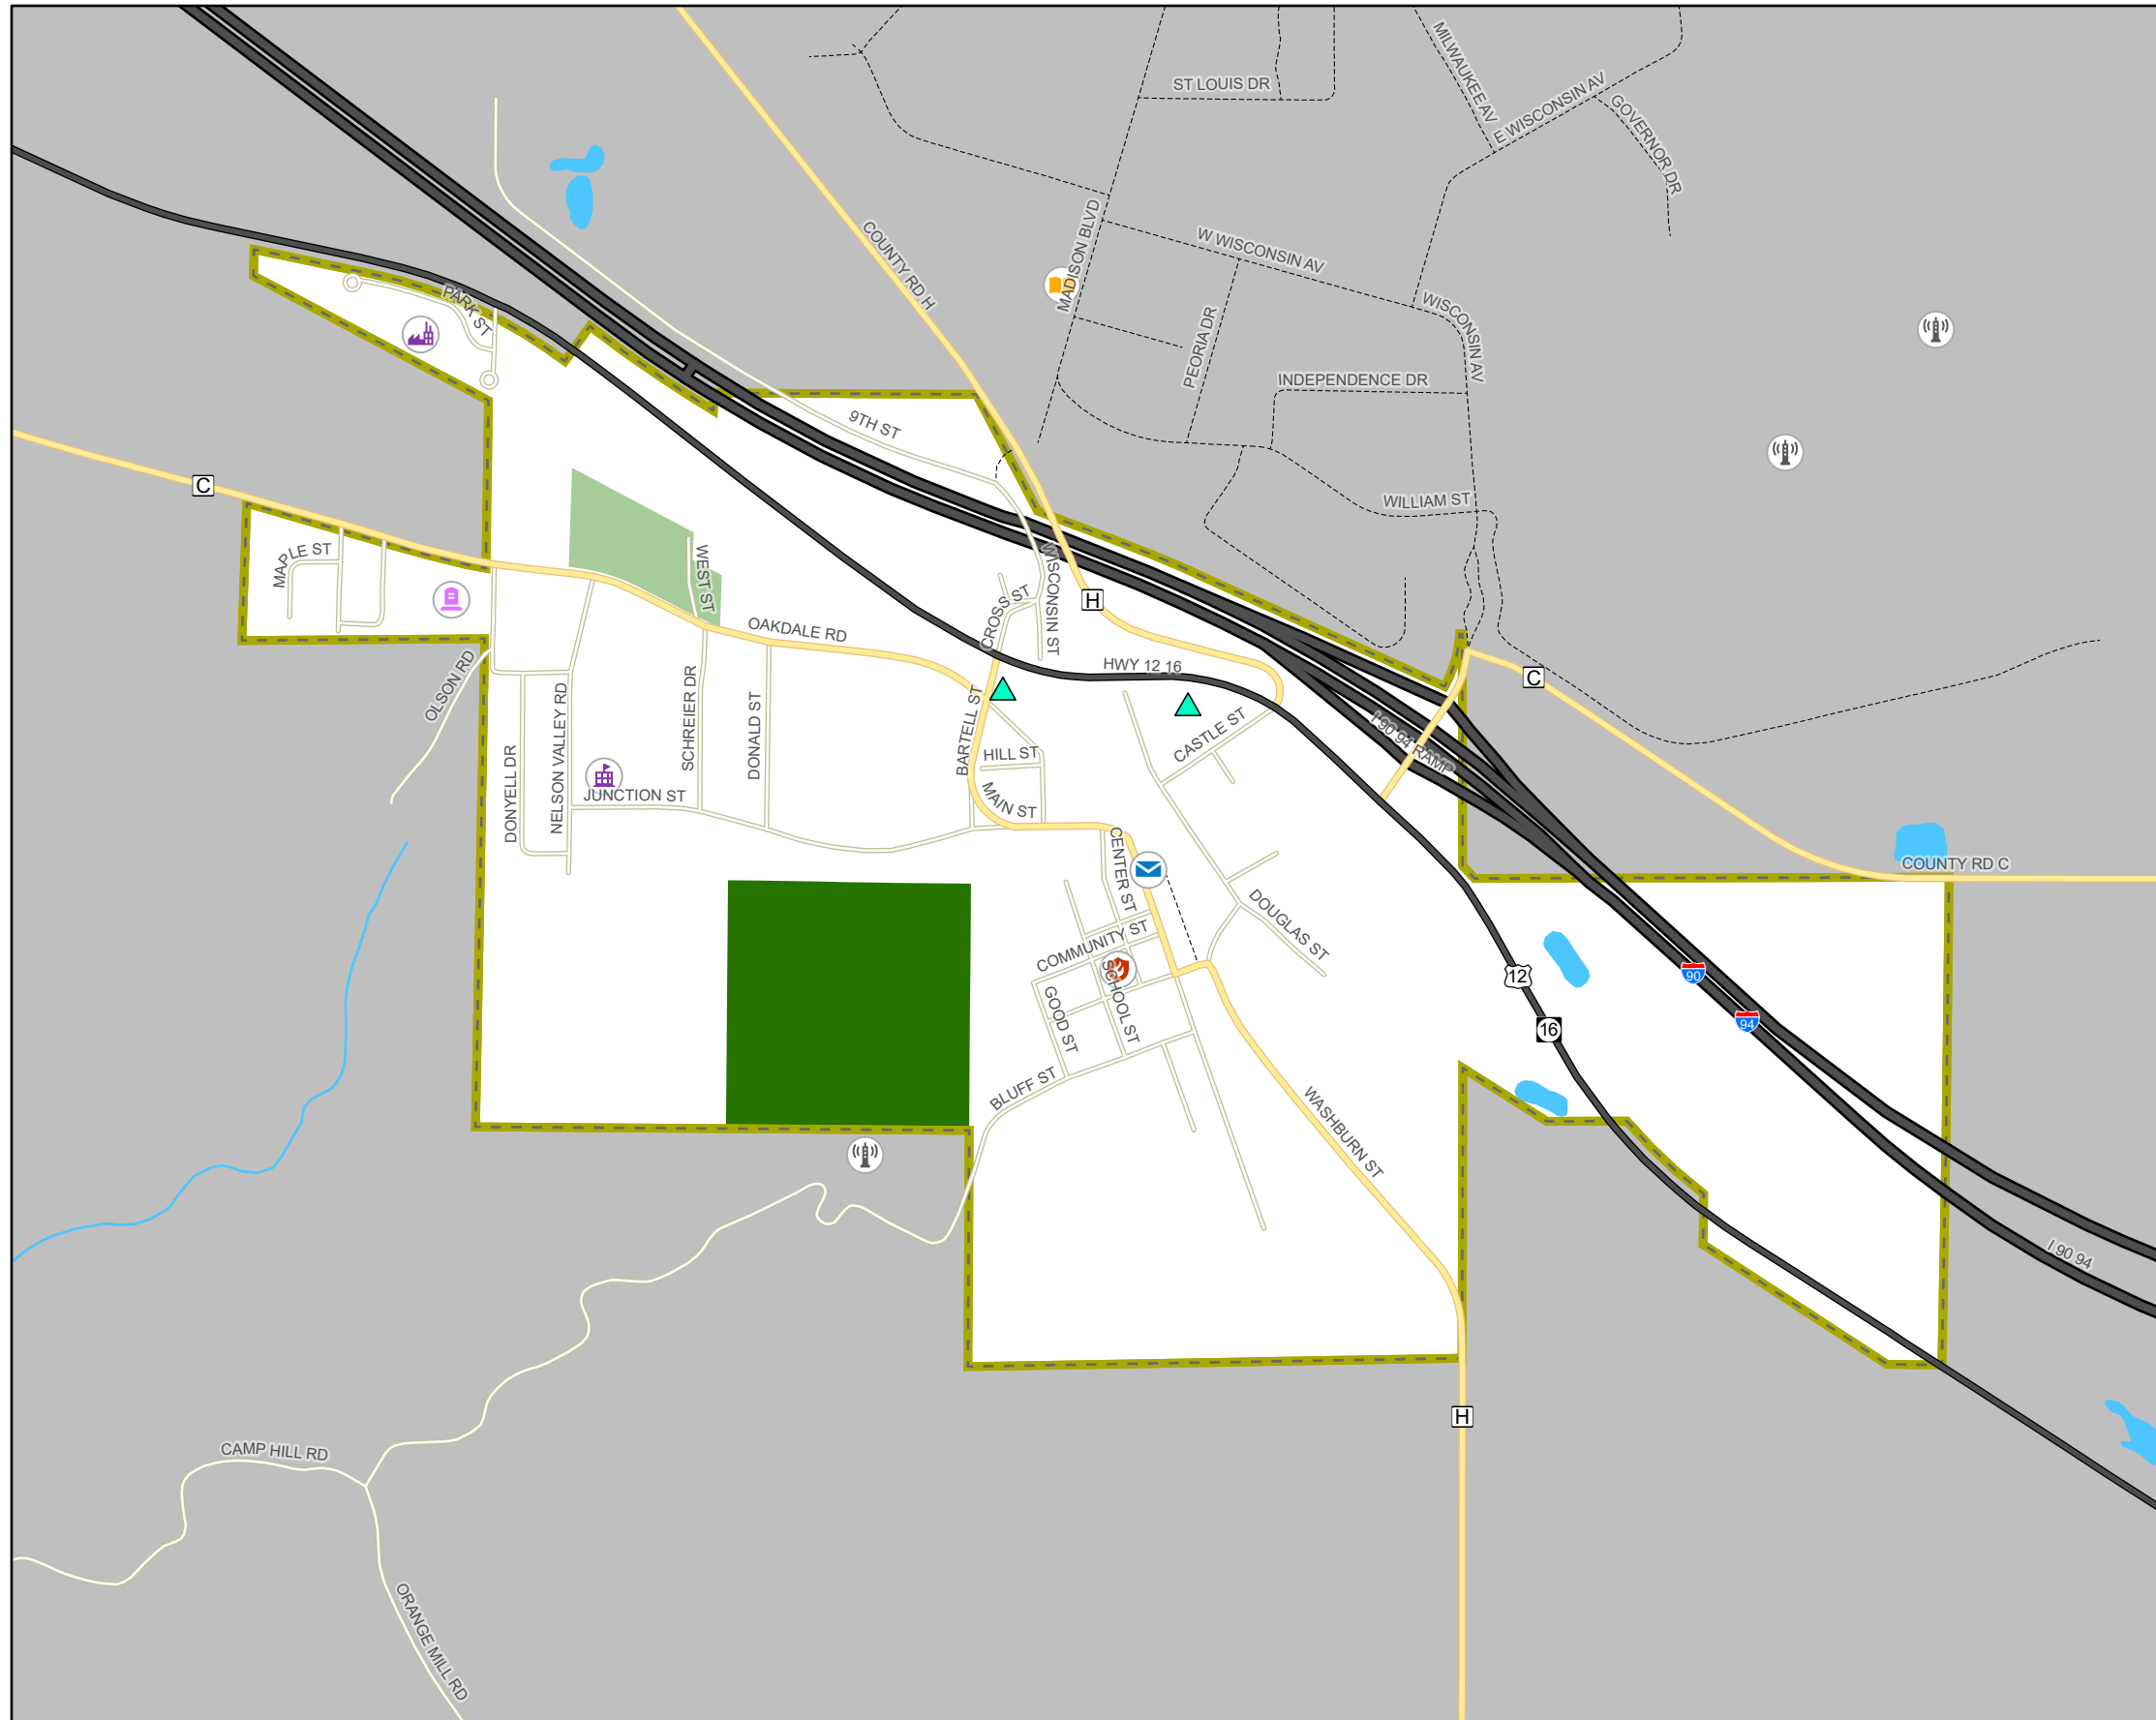 MILWAUKEE AV
ST LOUIS DR
E WISCONSIN AV
GOVERNOR DR
COUNTY RD H
MADISON BLVD
W WISCONSIN AV
PARK ST
PEORIA DR
WISCONSIN AV
INDEPENDENCE DR
9TH ST
C
WILLIAM ST
MAPLE ST
WEST ST
WISCONSIN ST
H
CROSS ST
OAKDALE RD
HWY 12 16
C
OLSON RD
SCHREIER DR
NELSON VALLEY RD
DONALD ST
BARTELL ST
CASTLE ST
I 90 94 RAMP
DONYELL DR
HILL ST
JUNCTION ST
MAIN ST
CENTER ST
COUNTY RD C
DOUGLAS ST
COMMUNITY ST
12
90
SCHOOL ST
GOOD ST
94
16
BLUFF ST
WASHBURN ST
I 90 94
H
CAMP HILL RD
ORANGE MILL RD